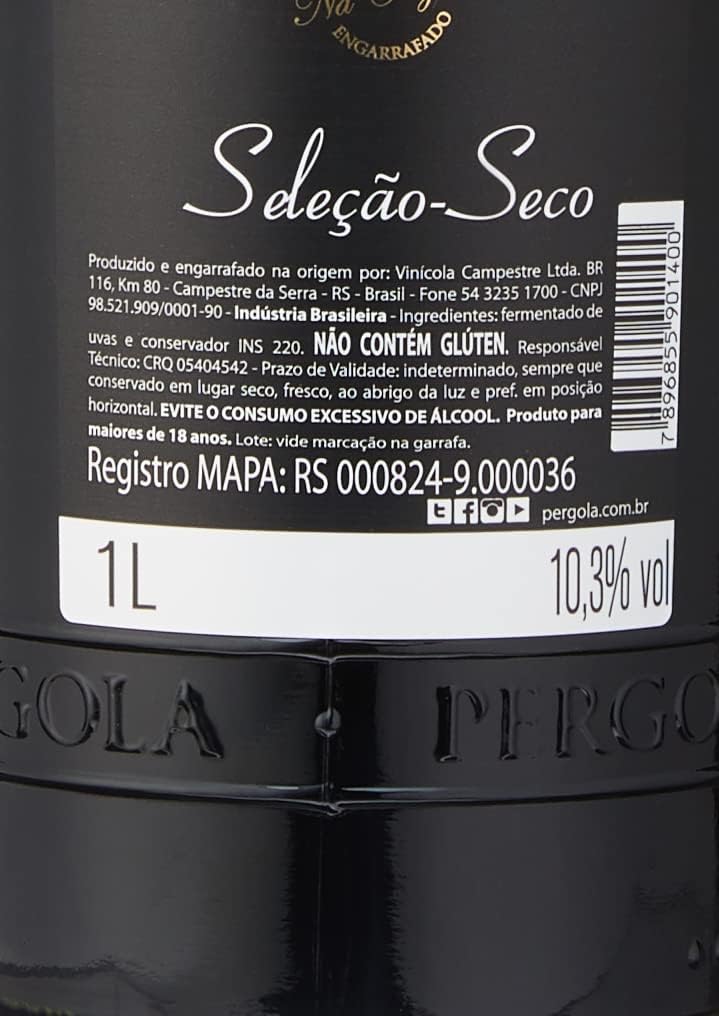 Na
ENGARRAFADO
Seleção-Seco
Produzido e engarrafado na origem por: Vinícola Campestre Ltda. BR
116, Km 80 - Campestre da Serra - RS - Brasil - Fone 54 3235 1700 - CNPJ
98.521.909/0001-90 - Indústria Brasileira - Ingredientes: fermentado de
uvas e conservador INS 220. NÃO CONTÉM GLÚTEN. Responsável
Técnico: CRQ 05404542 - Prazo de Validade: indeterminado, sempre que
conservado em lugar seco, fresco, ao abrigo da luz e pref. em posição
horizontal. EVITE O CONSUMO EXCESSIVO DE ÁLCOOL. Produto para
maiores de 18 anos. Lote: vide marcação na garrafa.
Registro MAPA: RS 000824-9.000036
pergola.com.br
7 896855 901400
1L
10,3% vol
GOLA PERGO